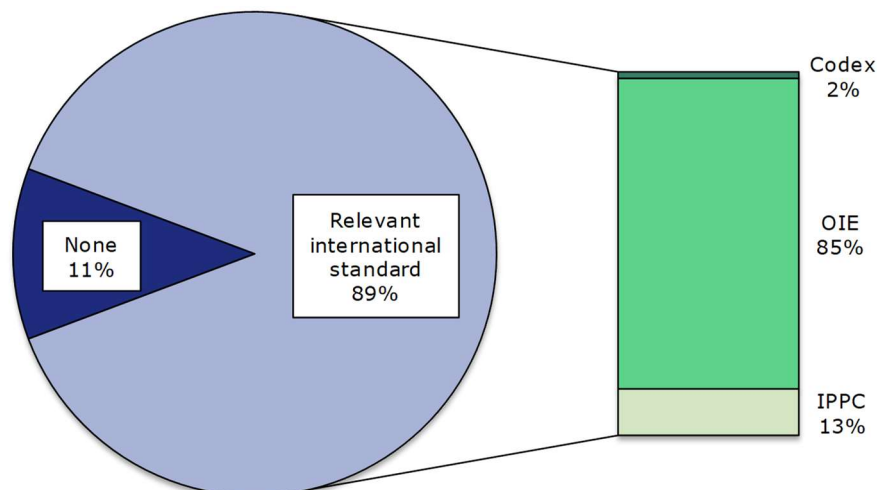 None
11%
Relevant
international
standard
89%
Codex
2%
OIE
85%
IPPC
13%